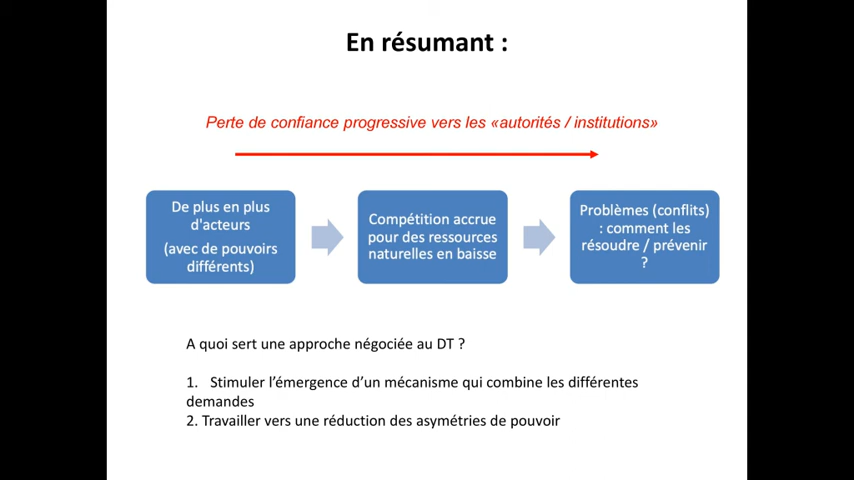 En résumant :
Perte de confiance progressive vers les «autorités / institutions»
De plus en plus
d'acteurs
(avec de pouvoirs
différents)
Compétition accrue
pour des ressources
naturelles en baisse
Problèmes (conflits)
: comment les
résoudre / prévenir
?
A quoi sert une approche négociée au DT ?
1. Stimuler l’émergence d’un mécanisme qui combine les différentes
demandes
2. Travailler vers une réduction des asymétries de pouvoir